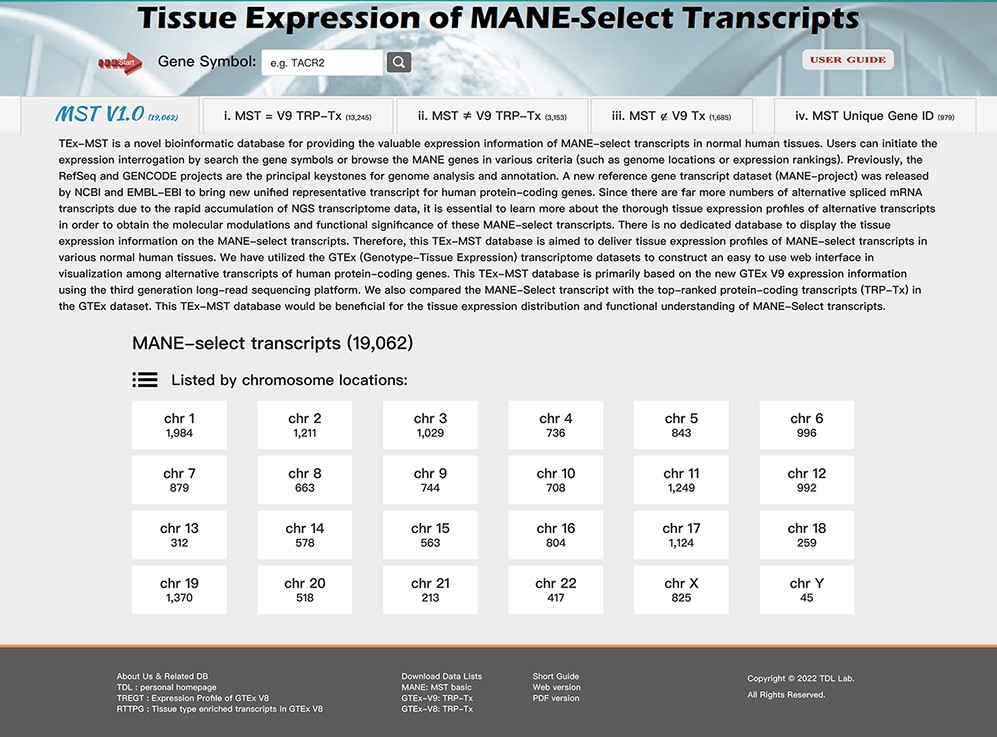 Tissue Expression of MANE-Select Transcripts
Start Gene Symbol: e.g. TACR2 USER GUIDE
MST V1.0 (19,062) i. MST = V9 TRP-Tx (13,245) ii. MST ≠ V9 TRP-Tx (3,153) iii. MST ∉ V9 Tx (1,685) iv. MST Unique Gene ID (979)
TEx-MST is a novel bioinformatic database for providing the valuable expression information of MANE-select transcripts in normal human tissues. Users can initiate the
expression interrogation by search the gene symbols or browse the MANE genes in various criteria (such as genome locations or expression rankings). Previously, the
RefSeq and GENCODE projects are the principal keystones for genome analysis and annotation. A new reference gene transcript dataset (MANE-project) was released
by NCBI and EMBL-EBI to bring new unified representative transcript for human protein-coding genes. Since there are far more numbers of alternative spliced mRNA
transcripts due to the rapid accumulation of NGS transcriptome data, it is essential to learn more about the thorough tissue expression profiles of alternative transcripts
in order to obtain the molecular modulations and functional significance of these MANE-select transcripts. There is no dedicated database to display the tissue
expression information on the MANE-select transcripts. Therefore, this TEx-MST database is aimed to deliver tissue expression profiles of MANE-select transcripts in
various normal human tissues. We have utilized the GTEx (Genotype-Tissue Expression) transcriptome datasets to construct an easy to use web interface in
visualization among alternative transcripts of human protein-coding genes. This TEx-MST database is primarily based on the new GTEx V9 expression information
using the third generation long-read sequencing platform. We also compared the MANE-Select transcript with the top-ranked protein-coding transcripts (TRP-Tx) in
the GTEx dataset. This TEx-MST database would be beneficial for the tissue expression distribution and functional understanding of MANE-Select transcripts.
MANE-select transcripts (19,062)
Listed by chromosome locations:
chr 1 chr 2 chr 3 chr 4 chr 5 chr 6
1,984 1,211 1,029 736 843 996
chr 7 chr 8 chr 9 chr 10 chr 11 chr 12
879 663 744 708 1,249 992
chr 13 chr 14 chr 15 chr 16 chr 17 chr 18
312 578 563 804 1,124 259
chr 19 chr 20 chr 21 chr 22 chr X chr Y
1,370 518 213 417 825 45
About Us & Related DB Download Data Lists Short Guide Copyright © 2022 TDL Lab.
TDL : personal homepage MANE: MST basic Web version
TREGT : Expression Profile of GTEx V8 GTEx-V9: TRP-Tx PDF version All Rights Reserved.
RTTPG : Tissue type enriched transcripts in GTEx V8 GTEx-V8: TRP-Tx